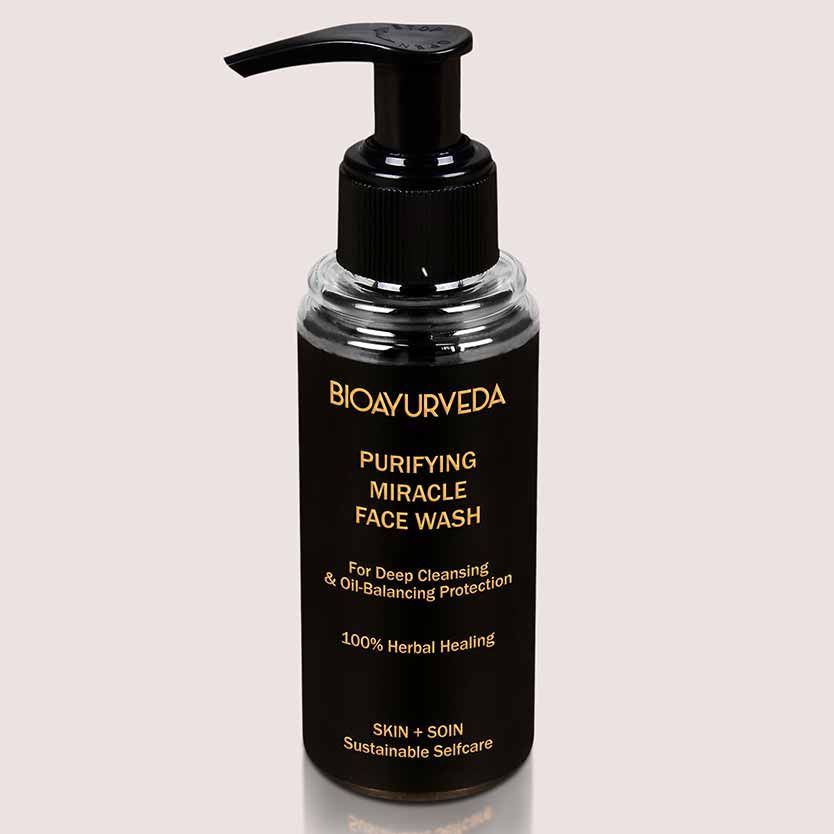 BIOAYURVEDA
PURIFYING
MIRACLE
FACE WASH
For Deep Cleansing
& Oil-Balancing Protection
100% Herbal Healing
SKIN + SOIN
Sustainable Selfcare